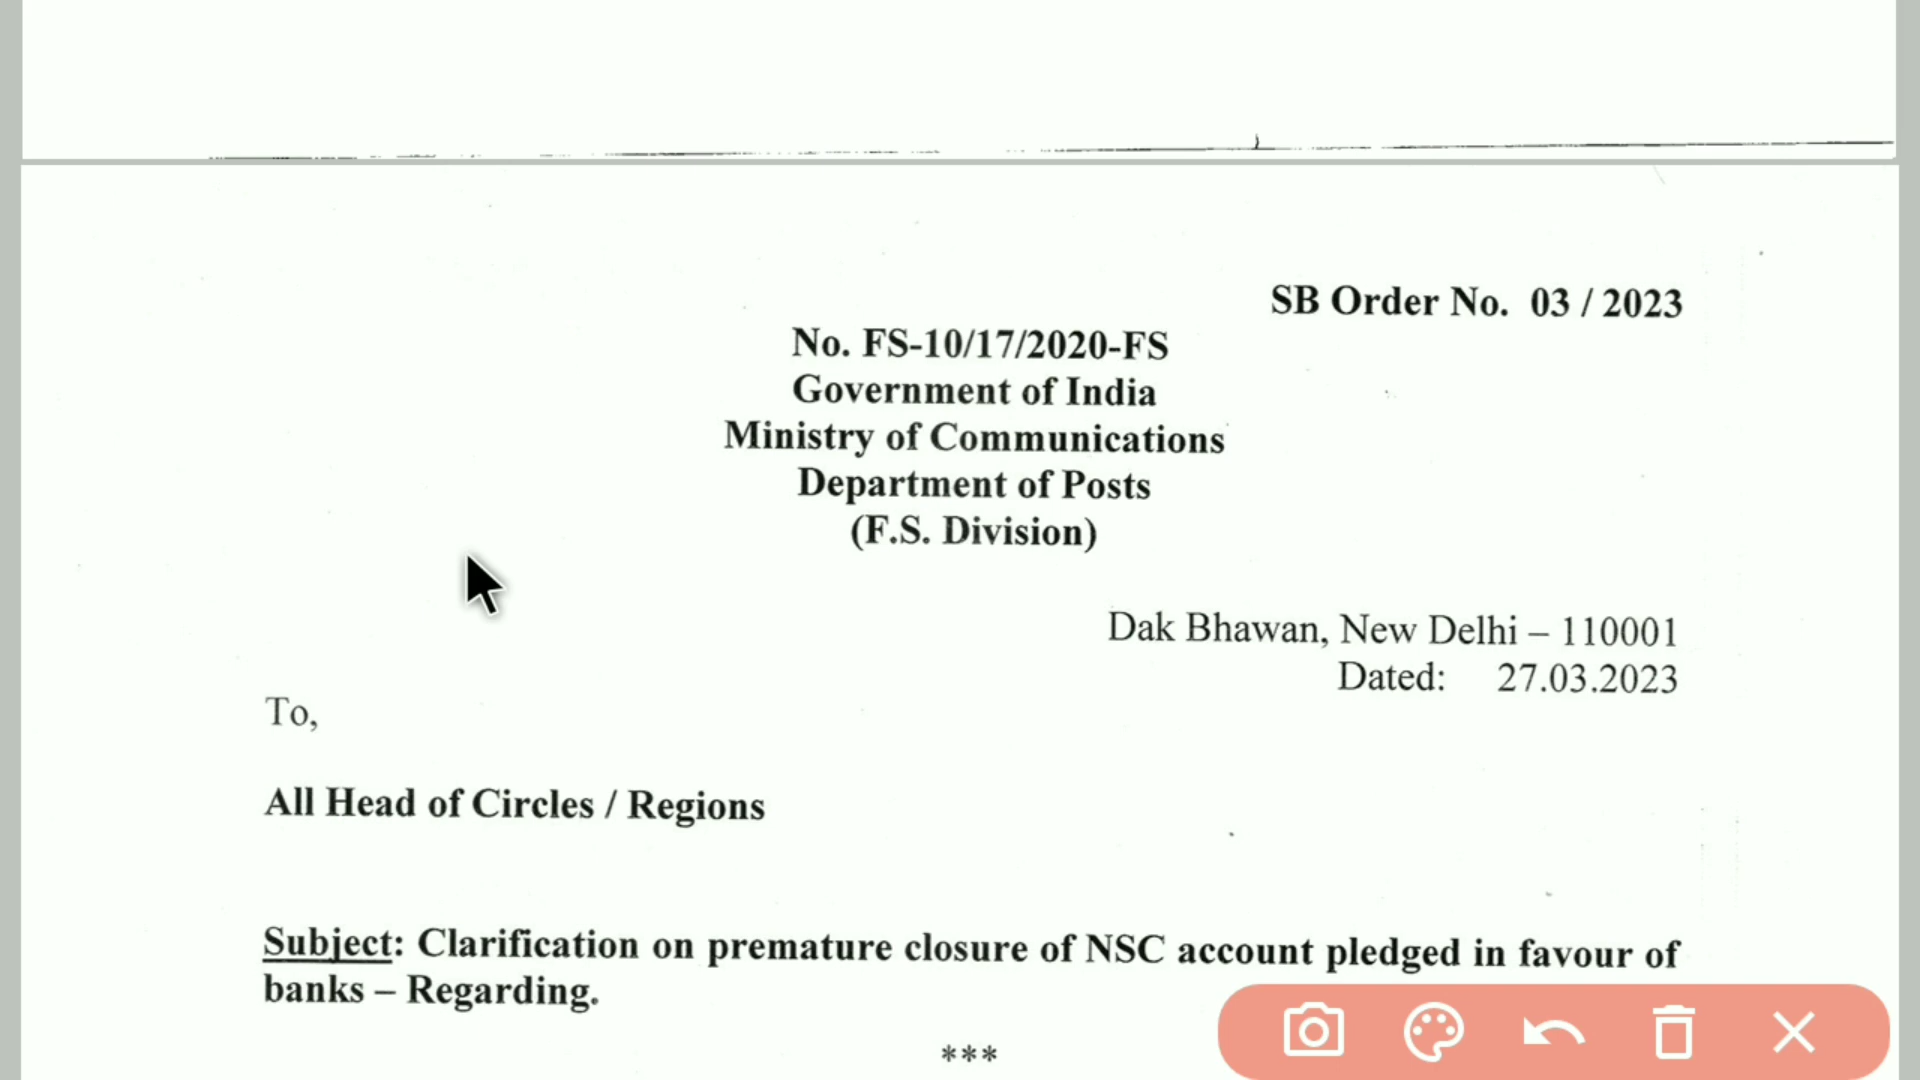 SB Order No. 03 / 2023
No. FS-10/17/2020-FS
Government of India
Ministry of Communications
Department of Posts
(F.S. Division)
Dak Bhawan, New Delhi – 110001
Dated: 27.03.2023
To,
All Head of Circles / Regions
Subject: Clarification on premature closure of NSC account pledged in favour of
banks – Regarding.
***